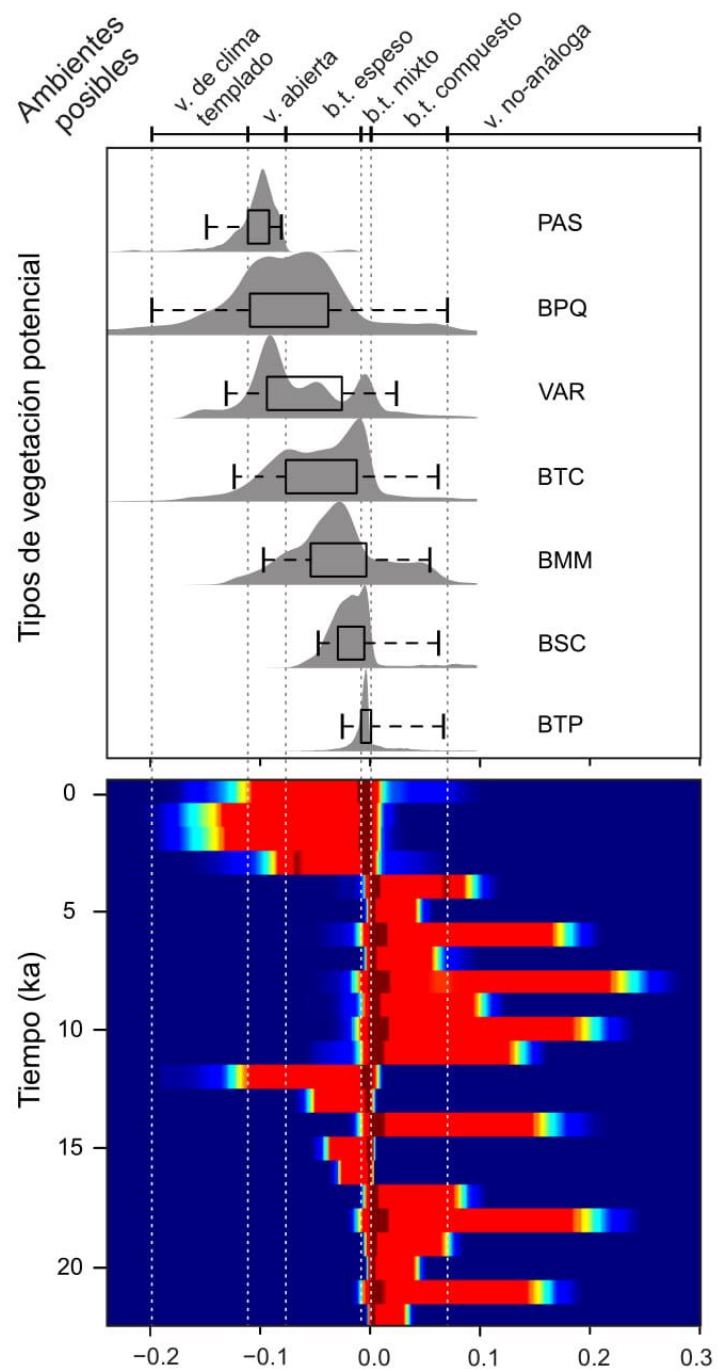 Ambientes
posibles
v. de clima
templado
v. abierta
b.t. espeso
b.t. mixto
b.t. compuesto
v. no-análoga
Tipos de vegetación potencial
PAS
BPQ
VAR
BTC
BMM
BSC
BTP
Tiempo (ka)
0
5
10
15
20
−0.2 −0.1 0.0 0.1 0.2 0.3